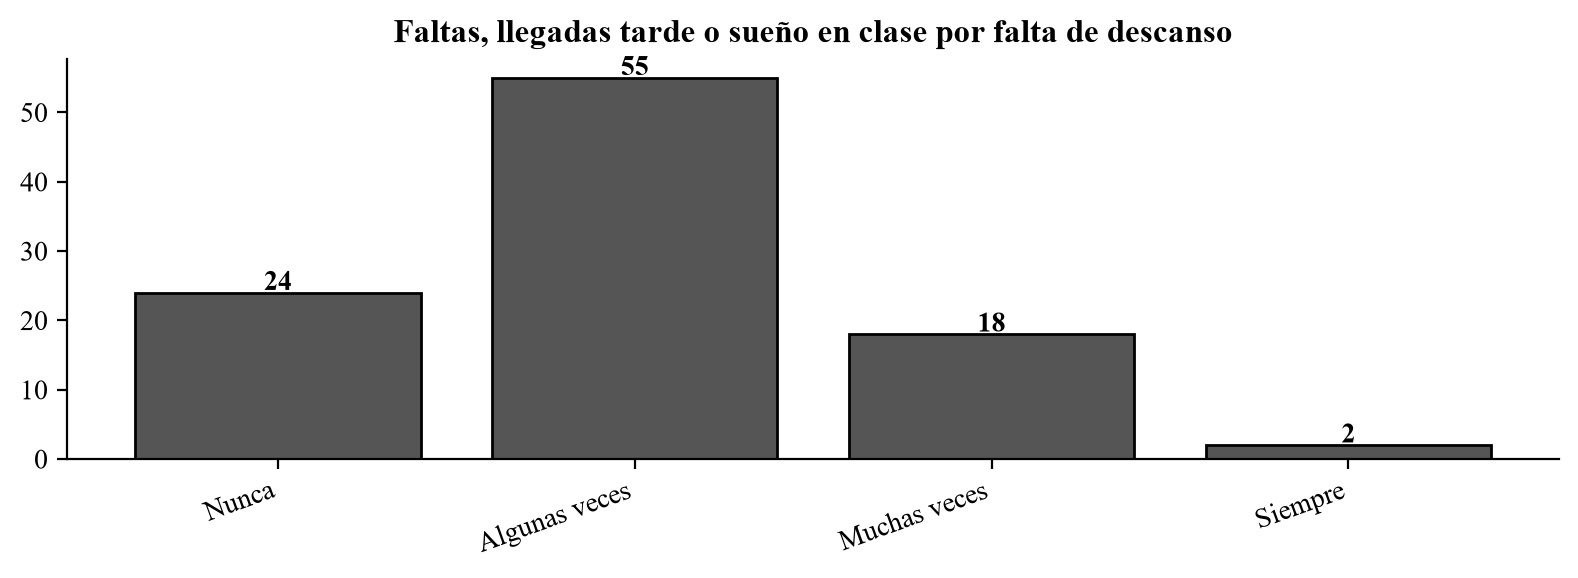 Faltas, llegadas tarde o sueño en clase por falta de descanso
55
50
40
30
24
20
18
10
2
0
Nunca
Algunas veces
Muchas veces
Siempre